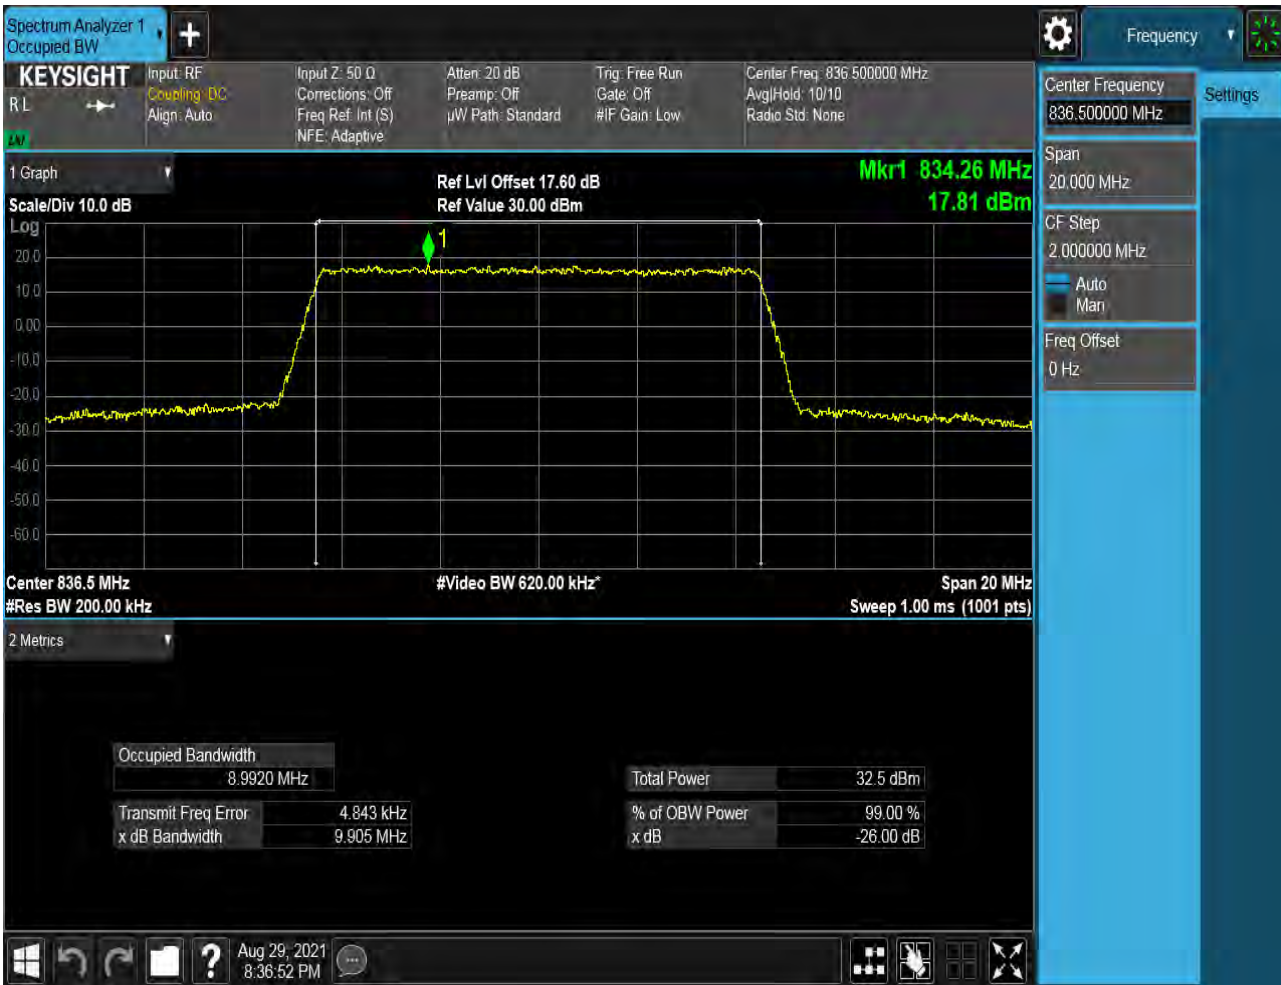 Spectrum Analyzer 1
Occupied BW
Frequency
KEYSIGHT
R L
Input: RF
Coupling: DC
Align: Auto
Input Z: 50 Ω
Corrections: Off
Freq Ref: Int (S)
NFE: Adaptive
Atten: 20 dB
Preamp: Off
µW Path: Standard
Trig: Free Run
Gate: Off
#IF Gain: Low
Center Freq: 836.500000 MHz
Avg|Hold: 10/10
Radio Std: None
Center Frequency
836.500000 MHz
Settings
Span
20.000 MHz
CF Step
2.000000 MHz
Auto
Man
Freq Offset
0 Hz
1 Graph
Scale/Div 10.0 dB
Ref Lvl Offset 17.60 dB
Ref Value 30.00 dBm
Mkr1 834.26 MHz
17.81 dBm
Log
1
20.0
10.0
0.00
-10.0
-20.0
-30.0
-40.0
-50.0
-60.0
Center 836.5 MHz
#Res BW 200.00 kHz
#Video BW 620.00 kHz*
Span 20 MHz
Sweep 1.00 ms (1001 pts)
2 Metrics
Occupied Bandwidth
8.9920 MHz
Transmit Freq Error 4.843 kHz
x dB Bandwidth 9.905 MHz
Total Power 32.5 dBm
% of OBW Power 99.00 %
x dB -26.00 dB
Aug 29, 2021
8:36:52 PM